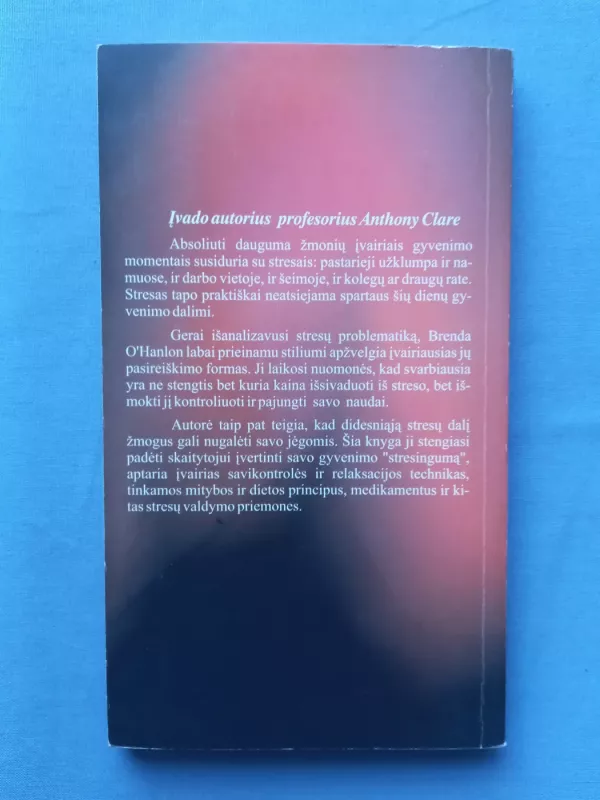 Įvado autorius profesorius Anthony Clare
Absoliuti dauguma žmonių įvairiais gyvenimo
momentais susiduria su stresais: pastarieji užklumpa ir na-
muose, ir darbo vietoje, ir šeimoje, ir kolegų ar draugų rate.
Stresas tapo praktiškai neatsiejama spartaus šių dienų gy-
venimo dalimi.
Gerai išanalizavusi stresų problematiką, Brenda
O'Hanlon labai prieinamu stiliumi apžvelgia įvairiausias jų
pasireiškimo formas. Ji laikosi nuomonės, kad svarbiausia
yra ne stengtis bet kuria kaina išsivaduoti iš streso, bet iš-
mokti jį kontroliuoti ir pajungti savo naudai.
Autorė taip pat teigia, kad didesniąją stresų dalį
žmogus gali nugalėti savo jėgomis. Šia knyga ji stengiasi
padėti skaitytojui įvertinti savo gyvenimo "stresingumą",
aptaria įvairias savikontrolės ir relaksacijos technikas,
tinkamos mitybos ir dietos principus, medikamentus ir ki-
tas stresų valdymo priemones.